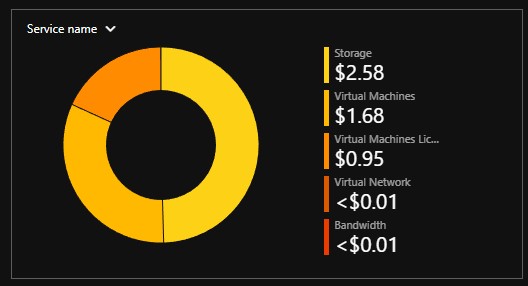 Service name
Storage
$2.58
Virtual Machines
$1.68
Virtual Machines Lic...
$0.95
Virtual Network
<$0.01
Bandwidth
<$0.01